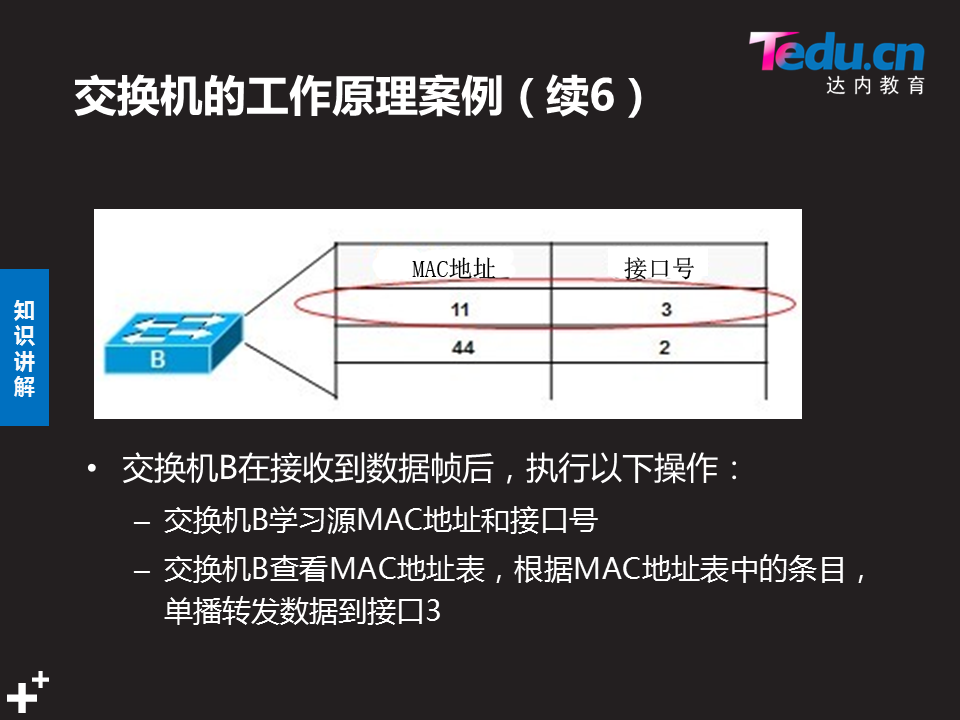 Tedu.cn
达内教育
交换机的工作原理案例（续6）
知识讲解
MAC地址 接口号
11 3
44 2
B
• 交换机B在接收到数据帧后，执行以下操作：
– 交换机B学习源MAC地址和接口号
– 交换机B查看MAC地址表，根据MAC地址表中的条目，
单播转发数据到接口3